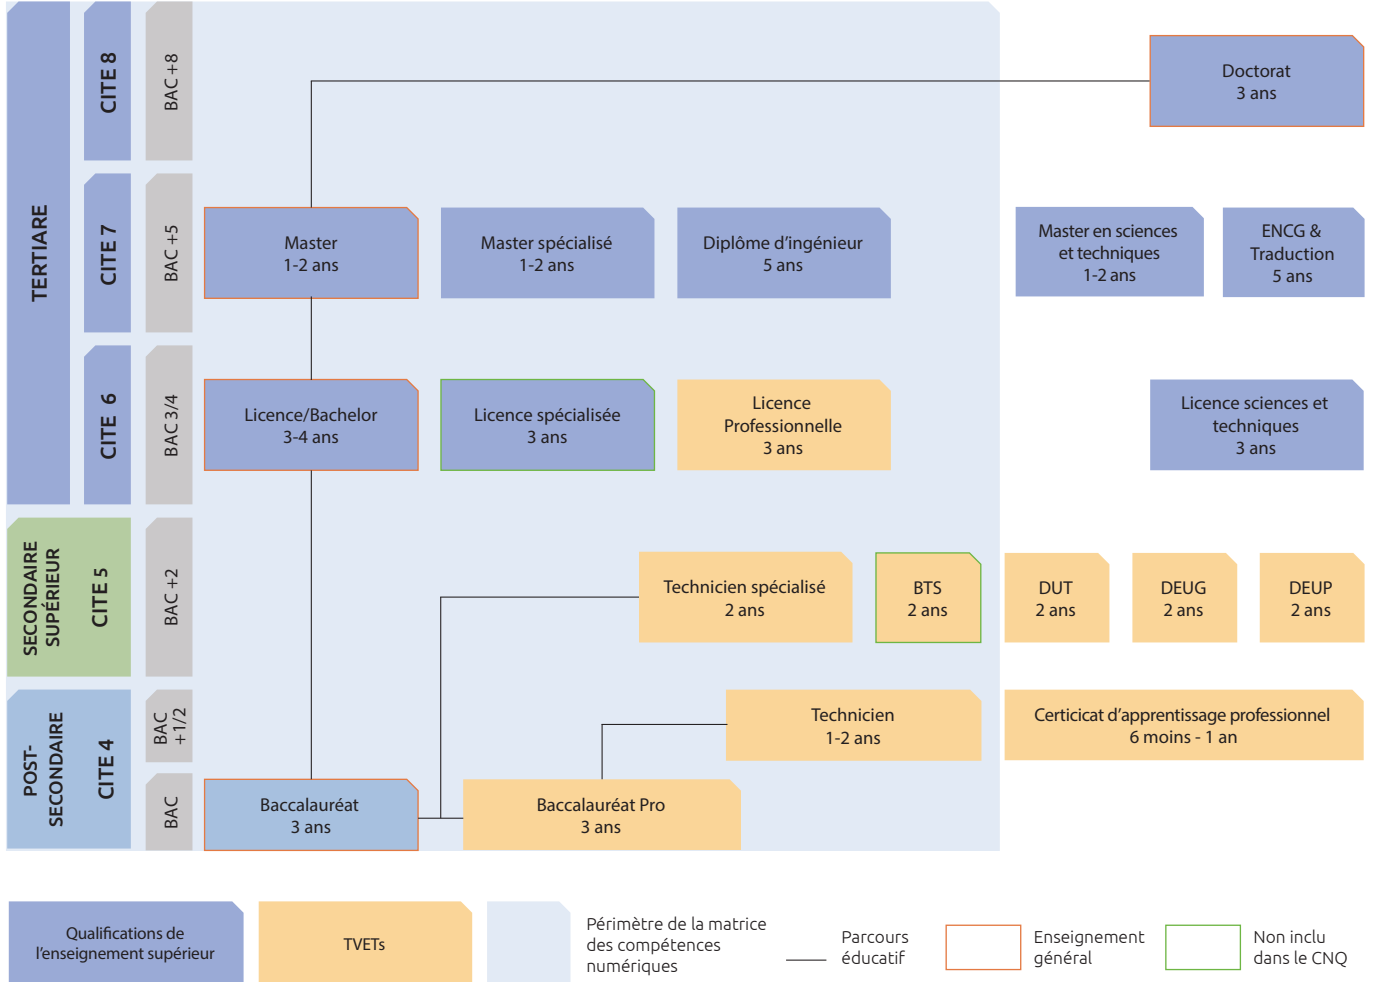 TERTIAIRE
CITE 8
BAC +8
Doctorat
3 ans
CITE 7
BAC +5
Master
1-2 ans
Master spécialisé
1-2 ans
Diplôme d'ingénieur
5 ans
Master en sciences
et techniques
1-2 ans
ENCG &
Traduction
5 ans
CITE 6
BAC 3/4
Licence/Bachelor
3-4 ans
Licence spécialisée
3 ans
Licence
Professionnelle
3 ans
Licence sciences et
techniques
3 ans
SECONDAIRE
SUPÉRIEUR
CITE 5
BAC +2
Technicien spécialisé
2 ans
BTS
2 ans
DUT
2 ans
DEUG
2 ans
DEUP
2 ans
POST-
SECONDAIRE
CITE 4
BAC
+1/2
Technicien
1-2 ans
Certicicat d'apprentissage professionnel
6 moins - 1 an
BAC
Baccalauréat
3 ans
Baccalauréat Pro
3 ans
Qualifications de
l'enseignement supérieur
TVETs
Périmètre de la matrice
des compétences
numériques
Parcours
éducatif
Enseignement
général
Non inclu
dans le CNQ